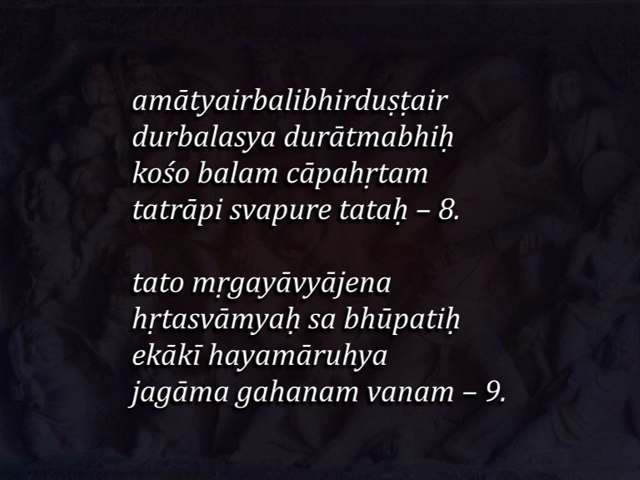 amātyairbalibhirduṣṭair
durbalasya durātmabhiḥ
kośo balam cāpahṛtam
tatrāpi svapure tataḥ – 8.
tato mṛgayāvyājena
hṛtasvāmyaḥ sa bhūpatiḥ
ekākī hayamāruhya
jagāma gahanam vanam – 9.